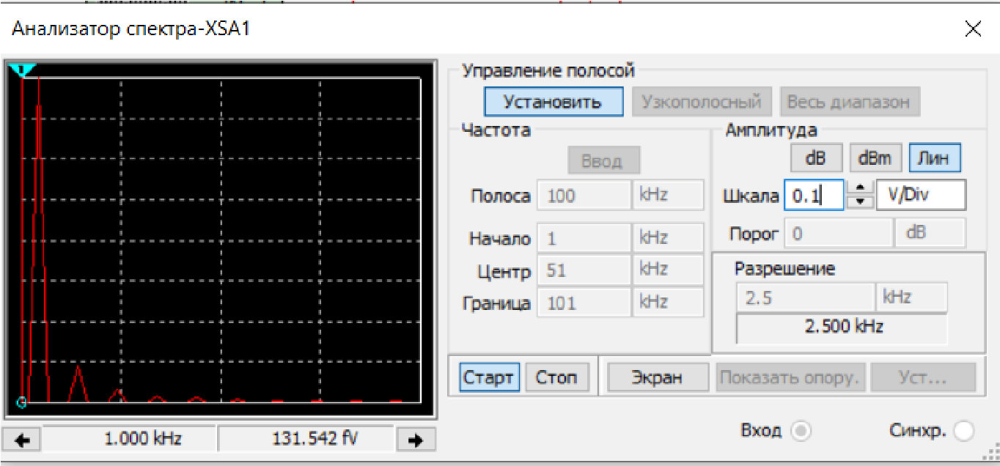 Анализатор спектра-XSA1
1
Управление полосой
Установить Узкополосный Весь диапазон
Частота
Ввод
Полоса 100 kHz
Начало 1 kHz
Центр 51 kHz
Граница 101 kHz
Амплитуда
dB dBm Лин
Шкала 0.1 V/Div
Порог 0 dB
Разрешение
2.5 kHz
2.500 kHz
Старт Стоп Экран Показать опору. Уст...
1.000 kHz 131.542 fV
Вход Синхр.